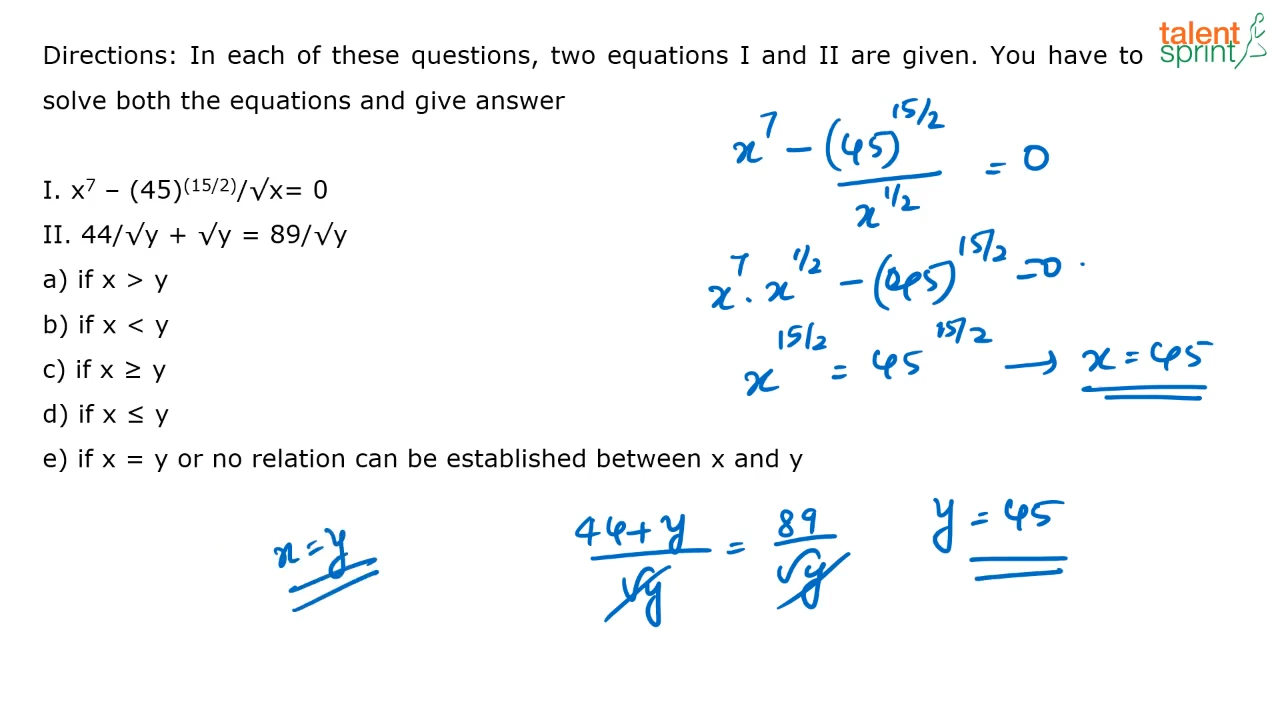 talent
sprint
Directions: In each of these questions, two equations I and II are given. You have to
solve both the equations and give answer
I. x⁷ – (45)⁽¹⁵ᐟ²⁾/√x= 0
II. 44/√y + √y = 89/√y
a) if x > y
b) if x < y
c) if x ≥ y
d) if x ≤ y
e) if x = y or no relation can be established between x and y
x⁷ – (45)^15/2 / x^1/2 = 0
x⁷ . x^1/2 – (45)^15/2 = 0
x^15/2 = 45^15/2 → x = 45
44 + y / √y = 89 / √y
y = 45
x = y